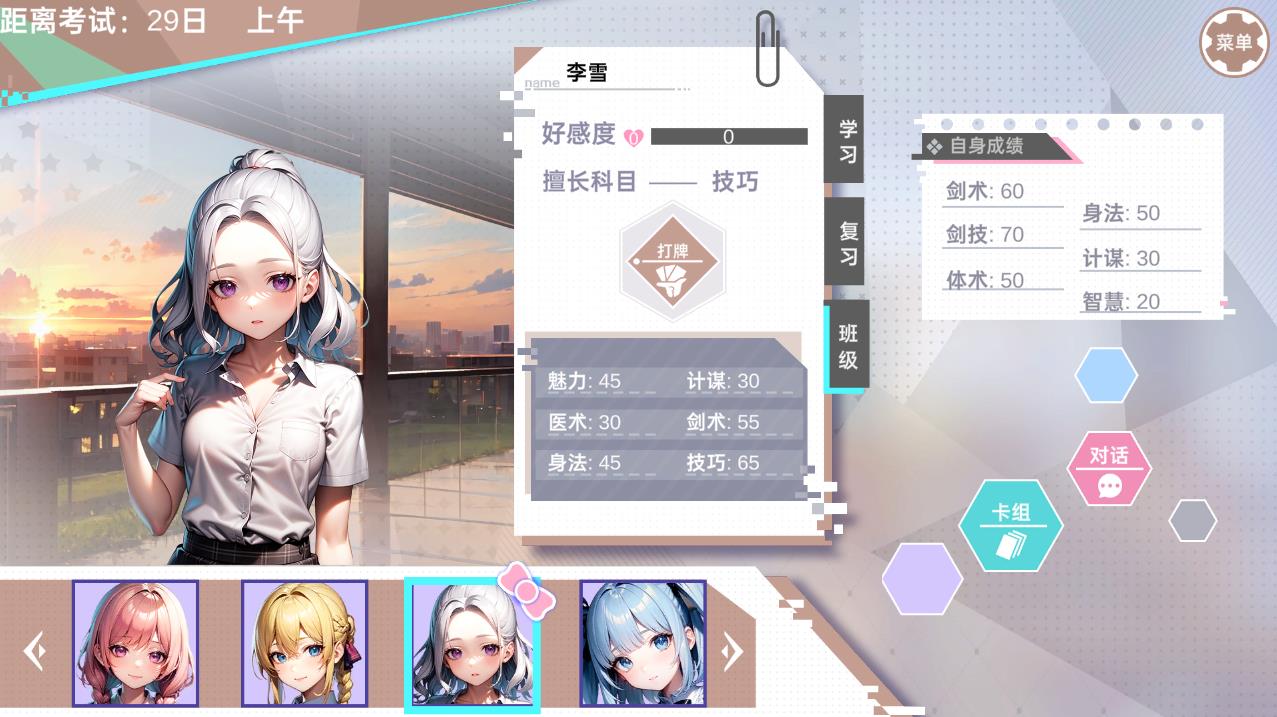 距离考试：29日 上午
菜单
name 李雪
好感度 0 0
擅长科目 —— 技巧
打牌
魅力: 45 计谋: 30
医术: 30 剑术: 55
身法: 45 技巧: 65
学习
复习
班级
自身成绩
剑术: 60
身法: 50
剑技: 70
计谋: 30
体术: 50
智慧: 20
对话
卡组